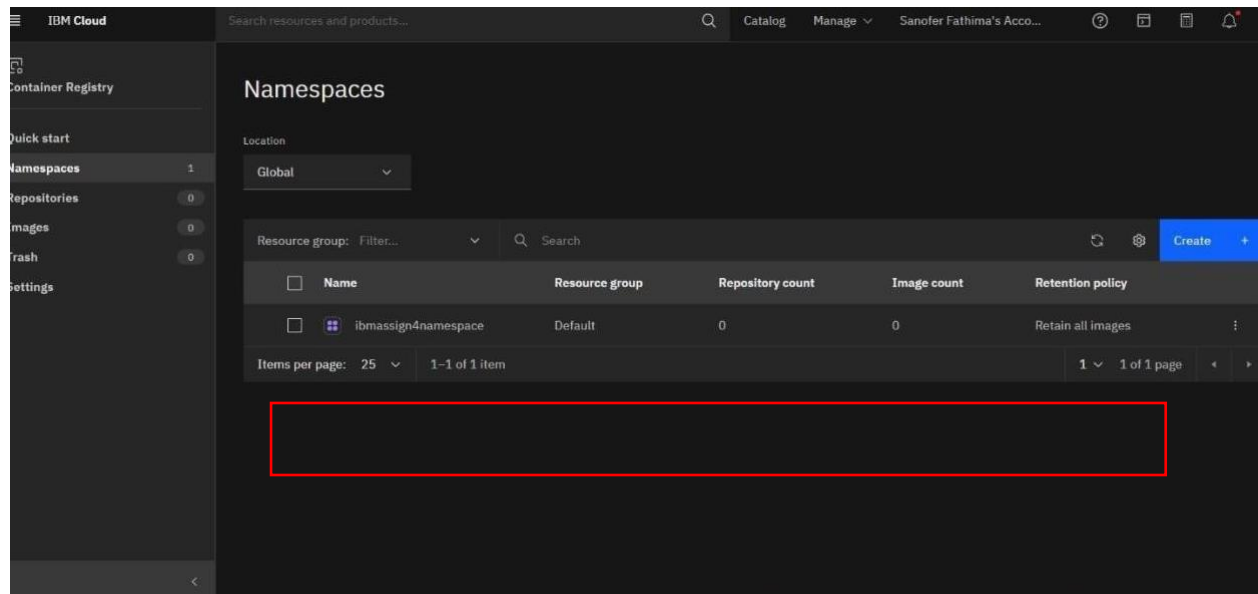 IBM Cloud Search resources and products... Catalog Manage Sanofer Fathima's Acco...
Container Registry
Quick start
Namespaces 1
Repositories 0
Images 0
Trash 0
Settings
Namespaces
Location
Global
Resource group: Filter... Search Create +
Name Resource group Repository count Image count Retention policy
ibmassign4namespace Default 0 0 Retain all images
Items per page: 25 1–1 of 1 item 1 1 of 1 page